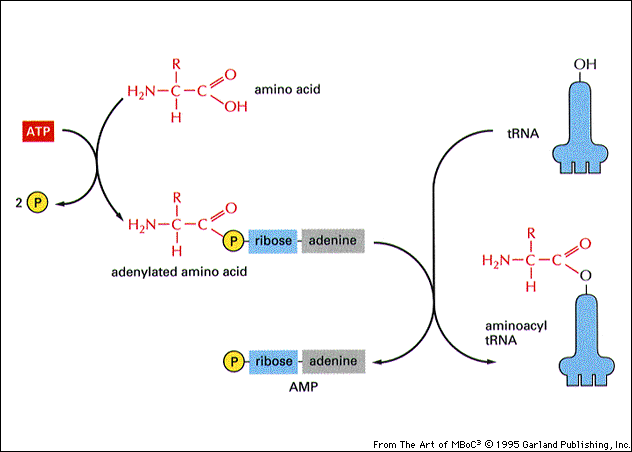 R
H₂N–C–C
O
OH
H
amino acid
ATP
2 P
R
H₂N–C–C
O
H
P ribose adenine
adenylated amino acid
OH
tRNA
R
H₂N–C–C
O
O
H
aminoacyl
tRNA
P ribose adenine
AMP
From The Art of MBoC³ © 1995 Garland Publishing, Inc.